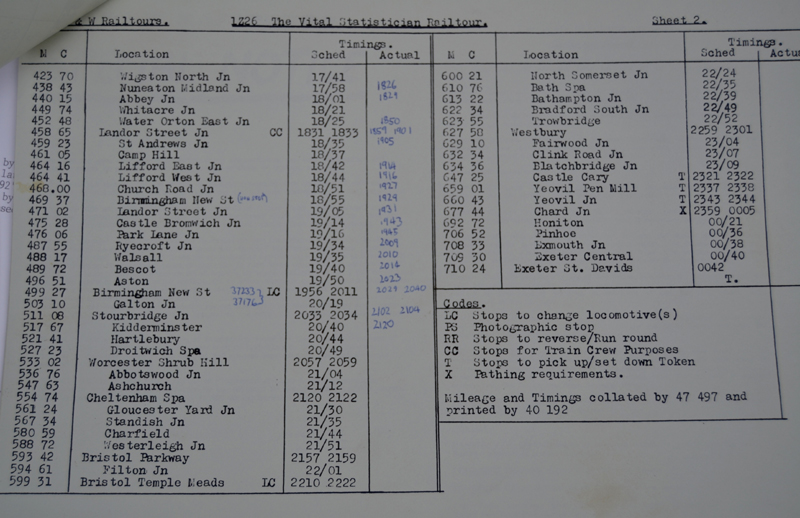 & W Railtours. 1Z26 The Vital Statistician Railtour. Sheet 2.
M C Location Timings. Sched Actual
423 70 Wigston North Jn 17/41
438 43 Nuneaton Midland Jn 17/58 1826
440 15 Abbey Jn 18/01 1829
449 74 Whitacre Jn 18/21
452 48 Water Orton East Jn 18/25 1850
458 65 Landor Street Jn CC 1831 1833 1859 1901
459 23 St Andrews Jn 18/35 1905
461 05 Camp Hill 18/37
464 16 Lifford East Jn 18/42 1914
464 41 Lifford West Jn 18/44 1916
468.00 Church Road Jn 18/51 1927
469 37 Birmingham New St 18/55 1929
471 02 Landor Street Jn 19/05 1931
475 28 Castle Bromwich Jn 19/14 1943
476 06 Park Lane Jn 19/16 1945
487 55 Ryecroft Jn 19/34 2009
488 17 Walsall 19/35 2010
489 72 Bescot 19/40 2016
496 51 Aston 19/50 2023
499 27 Birmingham New St 37233 LC 1956 2011 2029 2040
503 10 Galton Jn 37176 20/19
511 08 Stourbridge Jn 2033 2034 2102 2104
517 67 Kidderminster 20/40 2120
521 41 Hartlebury 20/44
527 23 Droitwich Spa 20/49
533 02 Worcester Shrub Hill 2057 2059
536 76 Abbotswood Jn 21/04
547 63 Ashchurch 21/12
554 74 Cheltenham Spa 2120 2122
561 24 Gloucester Yard Jn 21/30
567 34 Standish Jn 21/35
580 59 Charfield 21/44
588 72 Westerleigh Jn 21/51
593 42 Bristol Parkway 2157 2159
594 61 Filton Jn 22/01
599 31 Bristol Temple Meads LC 2210 2222
M C Location Timings. Sched Actu
600 21 North Somerset Jn 22/24
610 76 Bath Spa 22/35
613 22 Bathampton Jn 22/39
622 34 Bradford South Jn 22/49
623 55 Trowbridge 22/52
627 58 Westbury 2259 2301
629 10 Fairwood Jn 23/04
632 34 Clink Road Jn 23/07
634 36 Blatchbridge Jn 23/09
647 25 Castle Cary T 2321 2322
659 01 Yeovil Pen Mill T 2337 2338
660 43 Yeovil Jn T 2343 2344
677 44 Chard Jn X 2359 0005
692 72 Honiton 00/21
706 52 Pinhoe 00/36
708 33 Exmouth Jn 00/38
709 30 Exeter Central 00/40
710 24 Exeter St. Davids 0042
T.
Codes.
LC Stops to change locomotive(s)
PS Photographic stop
RR Stops to reverse/Run round
CC Stops for Train Crew Purposes
T Stops to pick up/set down Token
X Pathing requirements.
Mileage and Timings collated by 47 497 and
printed by 40 192